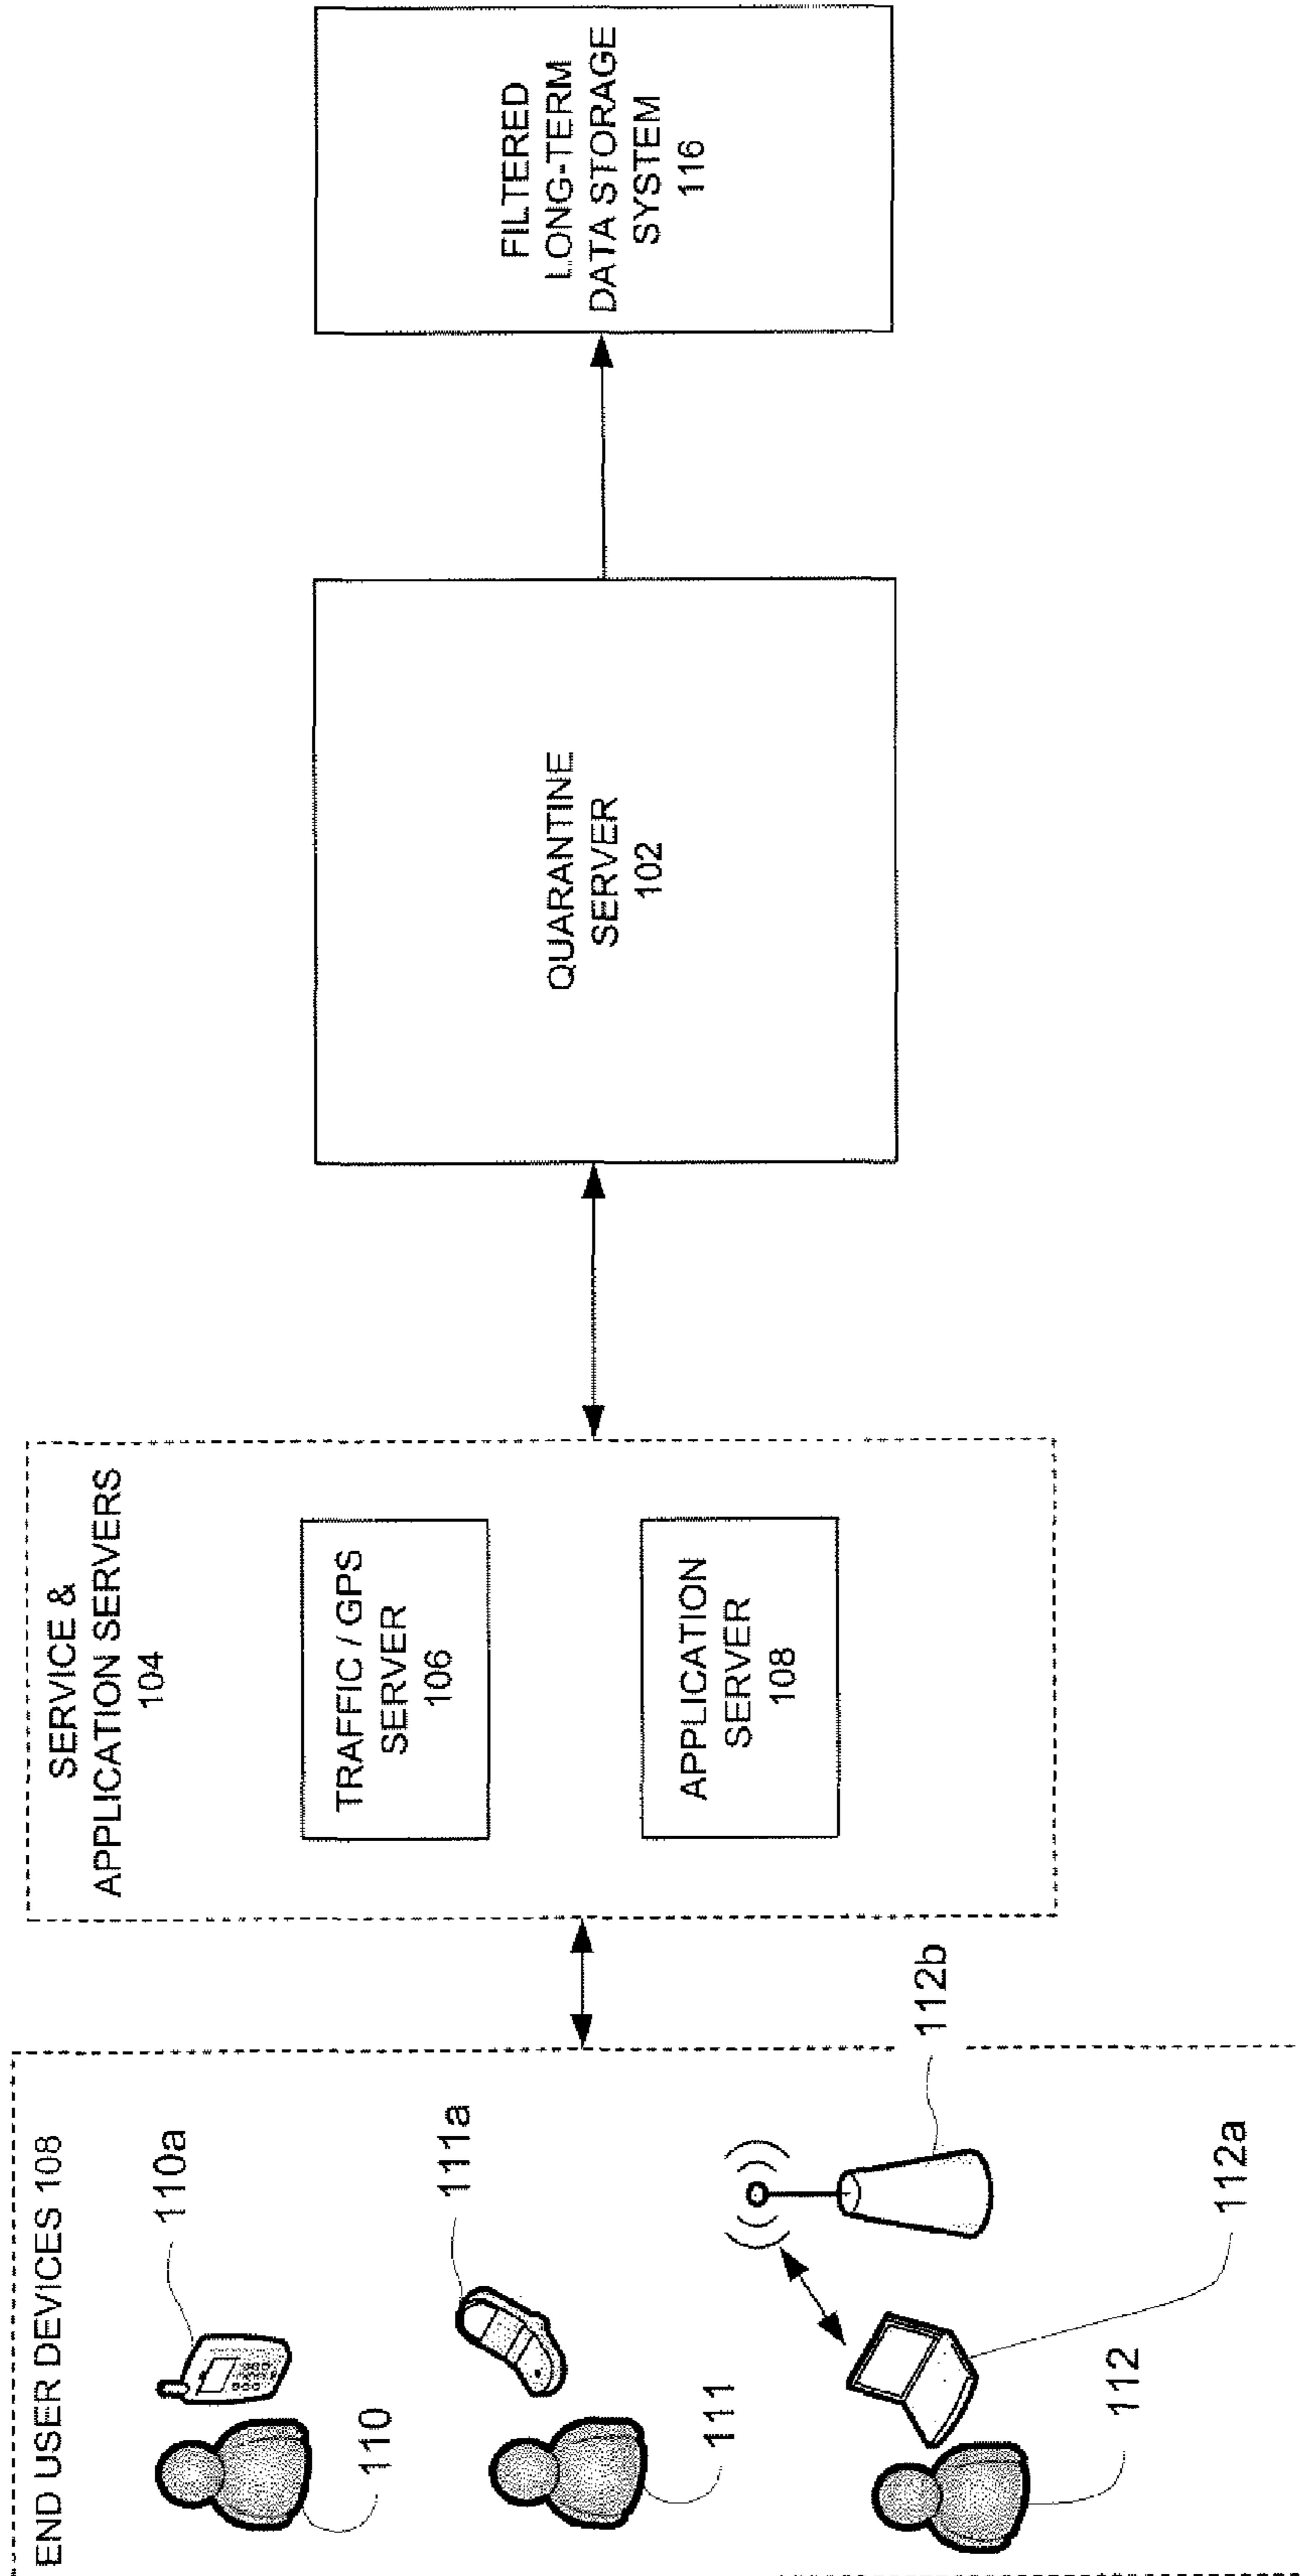 END USER DEVICES 108
110a
110
111a
111
112b
112a
112
SERVICE &
APPLICATION SERVERS
104
TRAFFIC / GPS
SERVER
106
APPLICATION
SERVER
108
QUARANTINE
SERVER
102
FILTERED
LONG-TERM
DATA STORAGE
SYSTEM
116